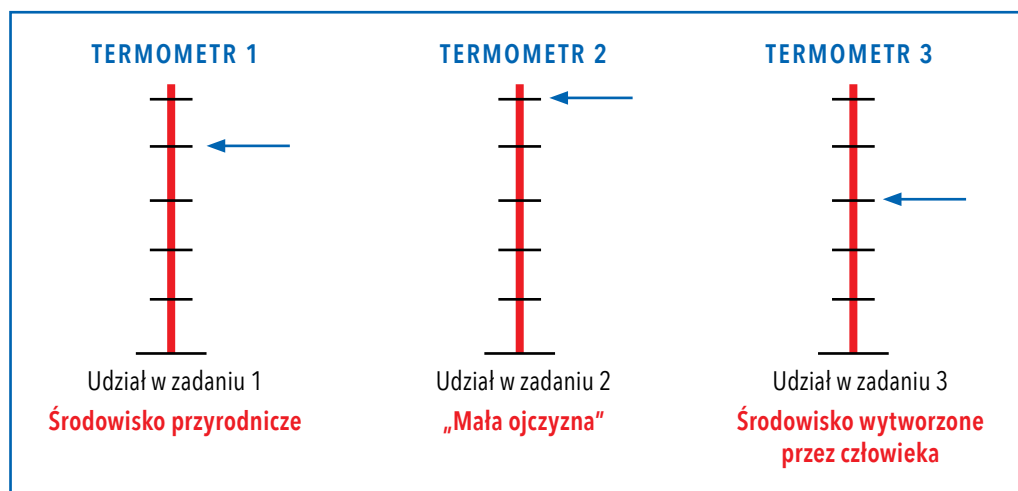 TERMOMETR 1
TERMOMETR 2
TERMOMETR 3
Udział w zadaniu 1
Środowisko przyrodnicze
Udział w zadaniu 2
„Mała ojczyzna”
Udział w zadaniu 3
Środowisko wytworzone
przez człowieka